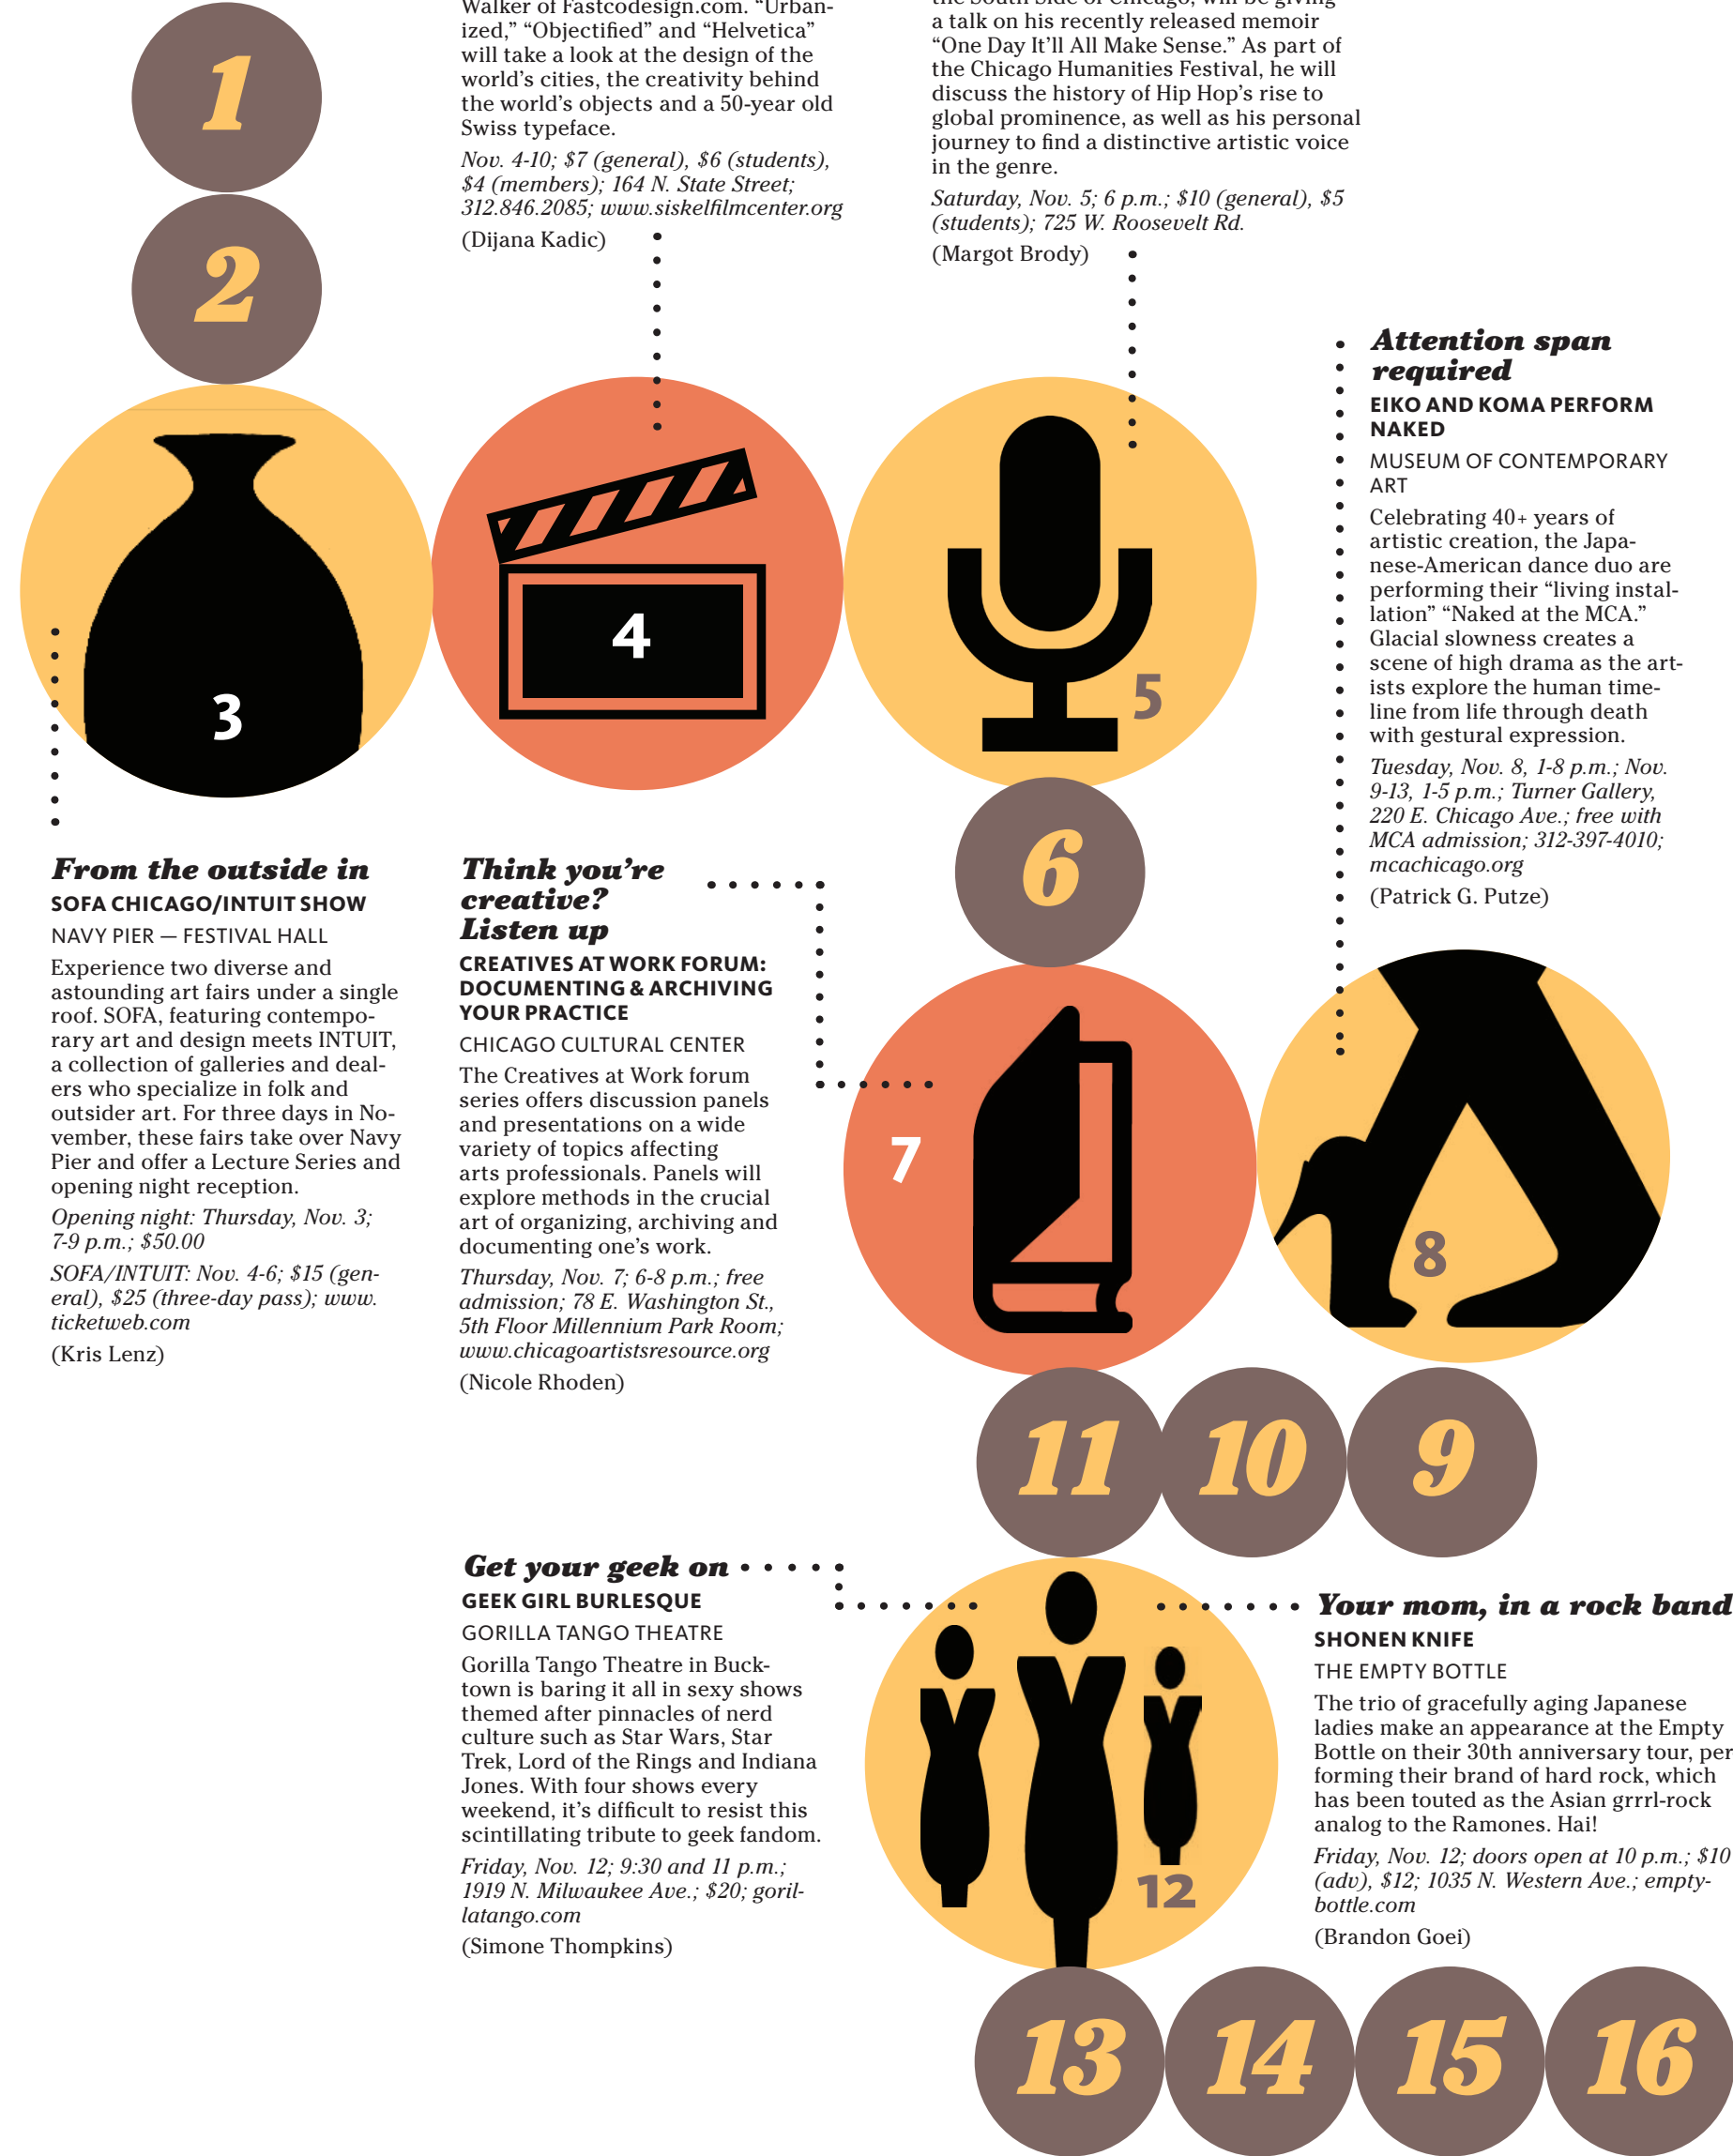 1
2
Walker of Fastcodesign.com. “Urban-
ized,” “Objectified” and “Helvetica”
will take a look at the design of the
world’s cities, the creativity behind
the world’s objects and a 50-year old
Swiss typeface.
Nov. 4-10; $7 (general), $6 (students),
$4 (members); 164 N. State Street;
312.846.2085; www.siskelfilmcenter.org
(Dijana Kadic)
the South Side of Chicago, will be giving
a talk on his recently released memoir
“One Day It’ll All Make Sense.” As part of
the Chicago Humanities Festival, he will
discuss the history of Hip Hop’s rise to
global prominence, as well as his personal
journey to find a distinctive artistic voice
in the genre.
Saturday, Nov. 5; 6 p.m.; $10 (general), $5
(students); 725 W. Roosevelt Rd.
(Margot Brody)
3
4
5
Attention span
required
EIKO AND KOMA PERFORM
NAKED
MUSEUM OF CONTEMPORARY
ART
Celebrating 40+ years of
artistic creation, the Japa-
nese-American dance duo are
performing their “living instal-
lation” “Naked at the MCA.”
Glacial slowness creates a
scene of high drama as the art-
ists explore the human time-
line from life through death
with gestural expression.
Tuesday, Nov. 8, 1-8 p.m.; Nov.
9-13, 1-5 p.m.; Turner Gallery,
220 E. Chicago Ave.; free with
MCA admission; 312-397-4010;
mcachicago.org
(Patrick G. Putze)
From the outside in
SOFA CHICAGO/INTUIT SHOW
NAVY PIER — FESTIVAL HALL
Experience two diverse and
astounding art fairs under a single
roof. SOFA, featuring contempo-
rary art and design meets INTUIT,
a collection of galleries and deal-
ers who specialize in folk and
outsider art. For three days in No-
vember, these fairs take over Navy
Pier and offer a Lecture Series and
opening night reception.
Opening night: Thursday, Nov. 3;
7-9 p.m.; $50.00
SOFA/INTUIT: Nov. 4-6; $15 (gen-
eral), $25 (three-day pass); www.
ticketweb.com
(Kris Lenz)
Think you’re
creative?
Listen up
CREATIVES AT WORK FORUM:
DOCUMENTING & ARCHIVING
YOUR PRACTICE
CHICAGO CULTURAL CENTER
The Creatives at Work forum
series offers discussion panels
and presentations on a wide
variety of topics affecting
arts professionals. Panels will
explore methods in the crucial
art of organizing, archiving and
documenting one’s work.
Thursday, Nov. 7; 6-8 p.m.; free
admission; 78 E. Washington St.,
5th Floor Millennium Park Room;
www.chicagoartistsresource.org
(Nicole Rhoden)
6
7
8
11
10
9
Get your geek on
GEEK GIRL BURLESQUE
GORILLA TANGO THEATRE
Gorilla Tango Theatre in Buck-
town is baring it all in sexy shows
themed after pinnacles of nerd
culture such as Star Wars, Star
Trek, Lord of the Rings and Indiana
Jones. With four shows every
weekend, it’s difficult to resist this
scintillating tribute to geek fandom.
Friday, Nov. 12; 9:30 and 11 p.m.;
1919 N. Milwaukee Ave.; $20; goril-
latango.com
(Simone Thompkins)
12
Your mom, in a rock band
SHONEN KNIFE
THE EMPTY BOTTLE
The trio of gracefully aging Japanese
ladies make an appearance at the Empty
Bottle on their 30th anniversary tour, per
forming their brand of hard rock, which
has been touted as the Asian grrrl-rock
analog to the Ramones. Hai!
Friday, Nov. 12; doors open at 10 p.m.; $10
(adv), $12; 1035 N. Western Ave.; empty-
bottle.com
(Brandon Goei)
13
14
15
16